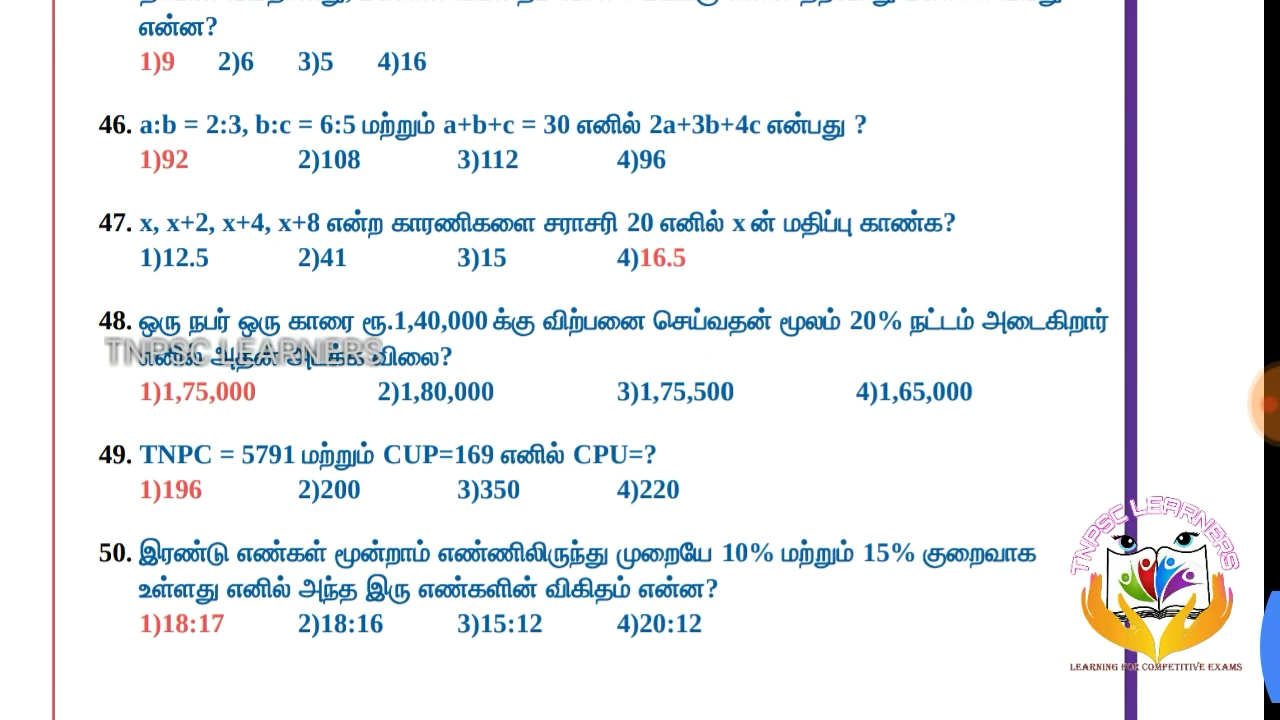 என்ன?
1)9 2)6 3)5 4)16
46. a:b = 2:3, b:c = 6:5 மற்றும் a+b+c = 30 எனில் 2a+3b+4c என்பது ?
1)92 2)108 3)112 4)96
47. x, x+2, x+4, x+8 என்ற காரணிகளை சராசரி 20 எனில் x ன் மதிப்பு காண்க?
1)12.5 2)41 3)15 4)16.5
48. ஒரு நபர் ஒரு காரை ரூ.1,40,000 க்கு விற்பனை செய்வதன் மூலம் 20% நட்டம் அடைகிறார்
எனில் அதன் அடக்க விலை?
TNPSC LEARNERS
1)1,75,000 2)1,80,000 3)1,75,500 4)1,65,000
49. TNPC = 5791 மற்றும் CUP=169 எனில் CPU=?
1)196 2)200 3)350 4)220
50. இரண்டு எண்கள் மூன்றாம் எண்ணிலிருந்து முறையே 10% மற்றும் 15% குறைவாக
உள்ளது எனில் அந்த இரு எண்களின் விகிதம் என்ன?
1)18:17 2)18:16 3)15:12 4)20:12
TNPSC LEARNERS
LEARNING FOR COMPETITIVE EXAMS